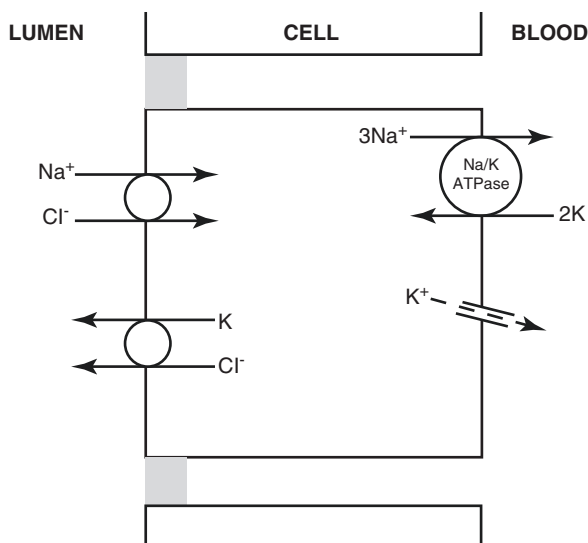 LUMEN CELL BLOOD
3Na⁺
Na/K
ATPase
Na⁺
Cl⁻
2K
K⁺
K
Cl⁻